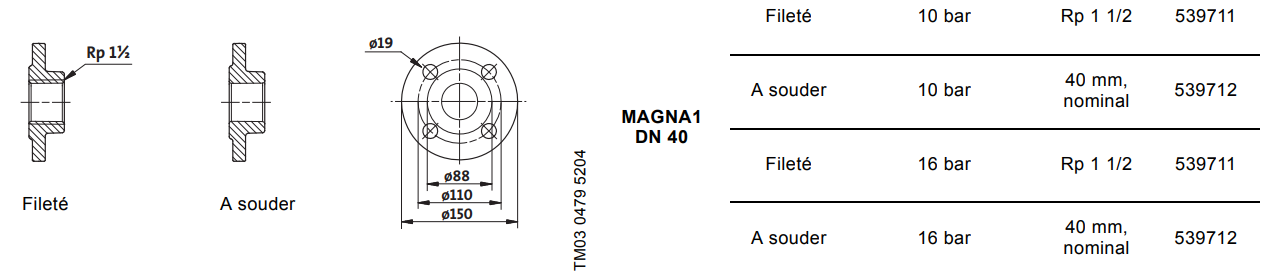 Rp 1½
Fileté
A souder
ø19
ø88
ø110
ø150
TM03 0479 5204
MAGNA1
DN 40
Fileté 10 bar Rp 1 1/2 539711
A souder 10 bar 40 mm, nominal 539712
Fileté 16 bar Rp 1 1/2 539711
A souder 16 bar 40 mm, nominal 539712